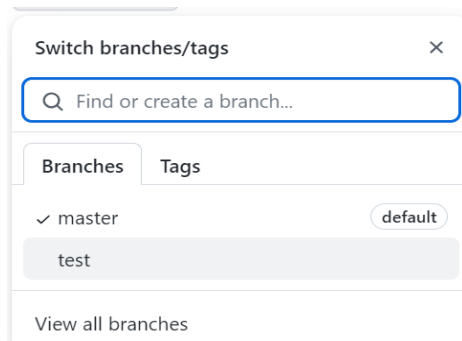 Switch branches/tags
Find or create a branch...
Branches Tags
master default
test
View all branches